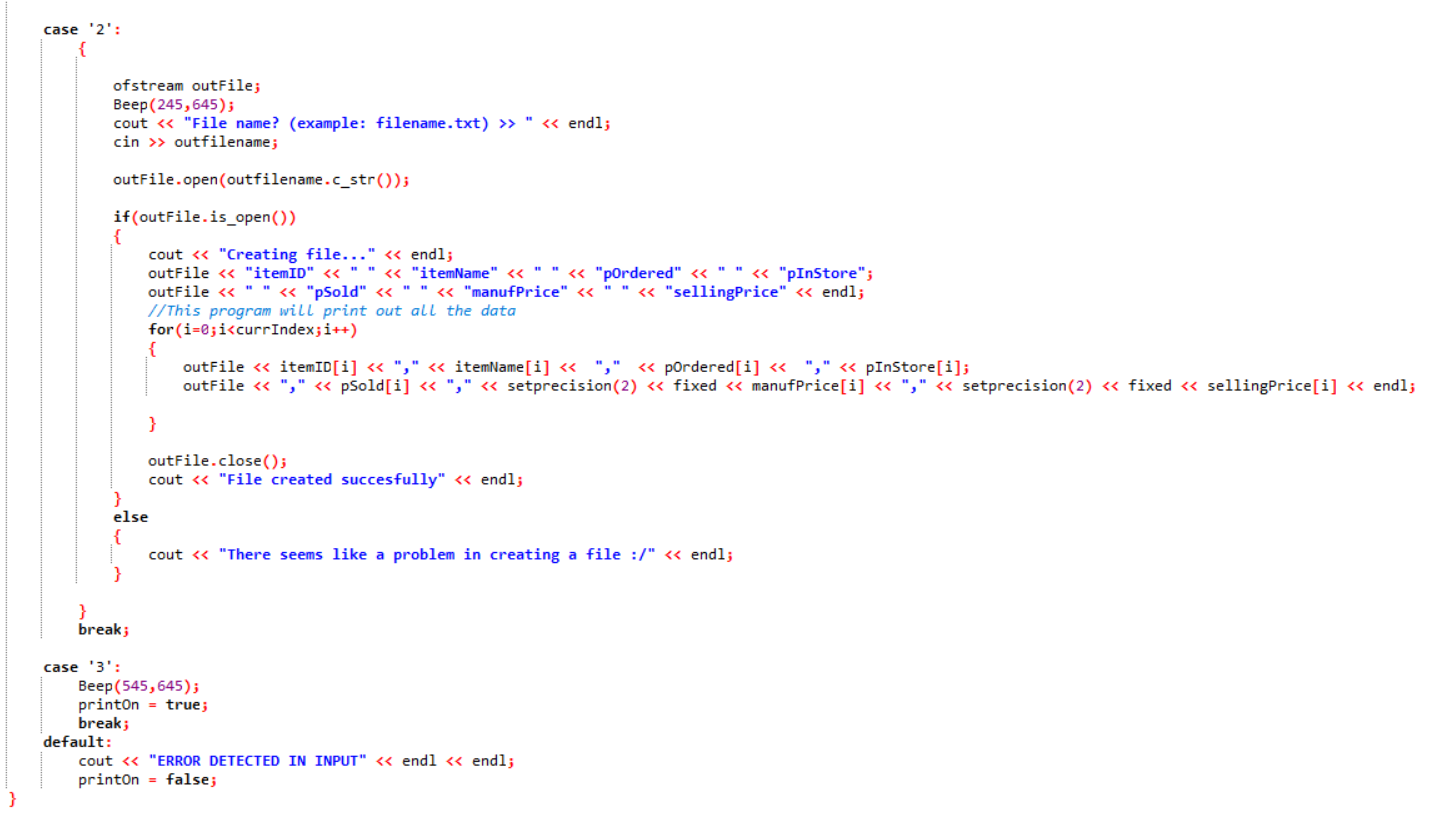 case '2':
{
ofstream outFile;
Beep(245,645);
cout << "File name? (example: filename.txt) >> " << endl;
cin >> outfilename;
outFile.open(outfilename.c_str());
if(outFile.is_open())
{
cout << "Creating file..." << endl;
outFile << "itemID" << " " << "itemName" << " " << "pOrdered" << " " << "pInStore";
outFile << " " << "pSold" << " " << "manufPrice" << " " << "sellingPrice" << endl;
//This program will print out all the data
for(i=0;i<currIndex;i++)
{
outFile << itemID[i] << "," << itemName[i] <<  ","  << pOrdered[i] <<  "," << pInStore[i];
outFile << "," << pSold[i] << "," << setprecision(2) << fixed << manufPrice[i] << "," << setprecision(2) << fixed << sellingPrice[i] << endl;
}
outFile.close();
cout << "File created succesfully" << endl;
}
else
{
cout << "There seems like a problem in creating a file :/" << endl;
}
}
break;
case '3':
Beep(545,645);
printOn = true;
break;
default:
cout << "ERROR DETECTED IN INPUT" << endl << endl;
printOn = false;
}